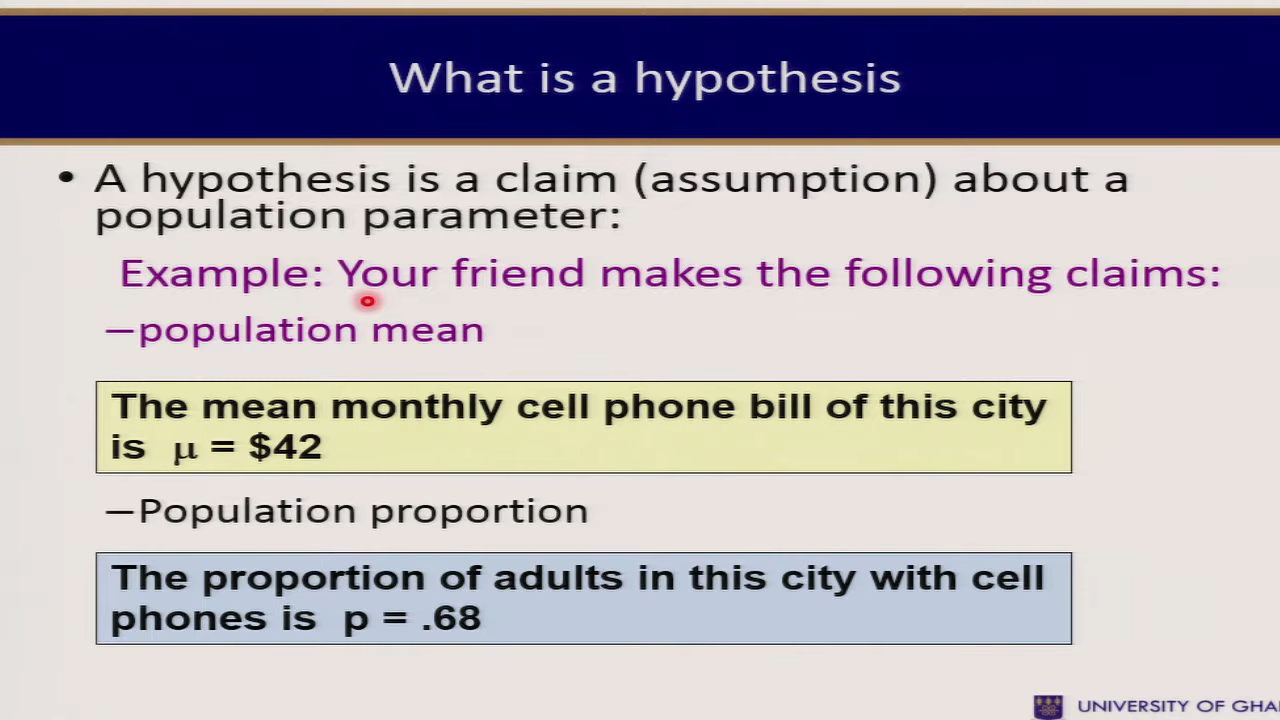 What is a hypothesis
• A hypothesis is a claim (assumption) about a
population parameter:
Example: Your friend makes the following claims:
–population mean
The mean monthly cell phone bill of this city
is μ = $42
–Population proportion
The proportion of adults in this city with cell
phones is p = .68
UNIVERSITY OF GHA